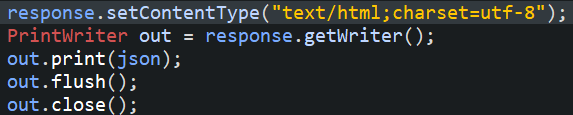 response.setContentType("text/html;charset=utf-8");
PrintWriter out = response.getWriter();
out.print(json);
out.flush();
out.close();